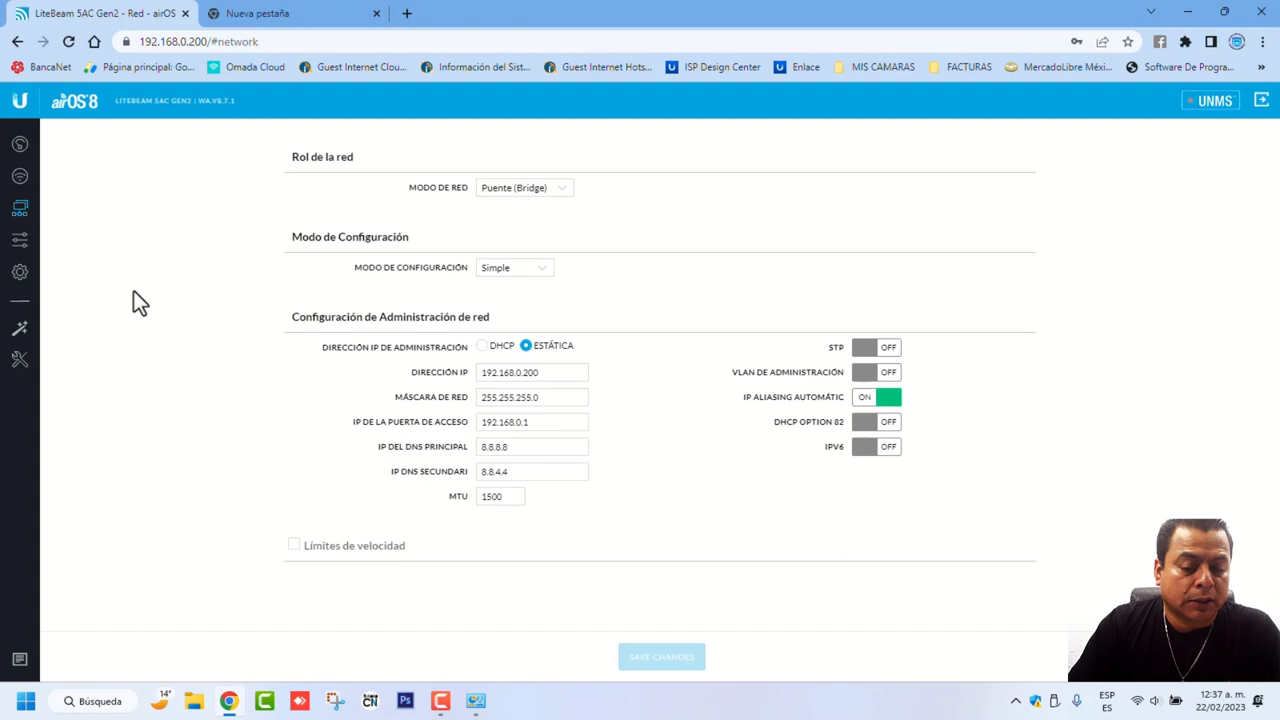 LiteBeam 5AC Gen2 - Red - airOS
Nueva pestaña
192.168.0.200/#network
BancaNet
Página principal: Go...
Omada Cloud
Guest Internet Clou...
Información del Sist...
Guest Internet Hots...
ISP Design Center
Enlace
MIS CAMARAS
FACTURAS
MercadoLibre Méxi...
Software De Progra...
»
airOS 8
LITEBEAM 5AC GEN2 | WA.V8.7.1
UNMS
Rol de la red
MODO DE RED
Puente (Bridge)
Modo de Configuración
MODO DE CONFIGURACIÓN
Simple
Configuración de Administración de red
DIRECCIÓN IP DE ADMINISTRACIÓN
DHCP
ESTÁTICA
STP
OFF
DIRECCIÓN IP
192.168.0.200
VLAN DE ADMINISTRACIÓN
OFF
MÁSCARA DE RED
255.255.255.0
IP ALIASING AUTOMÁTIC
ON
IP DE LA PUERTA DE ACCESO
192.168.0.1
DHCP OPTION 82
OFF
IP DEL DNS PRINCIPAL
8.8.8.8
IPV6
OFF
IP DNS SECUNDARI
8.8.4.4
MTU
1500
Límites de velocidad
SAVE CHANGES
Búsqueda
14°
CN
Ps
ESP
ES
12:37 a. m.
22/02/2023